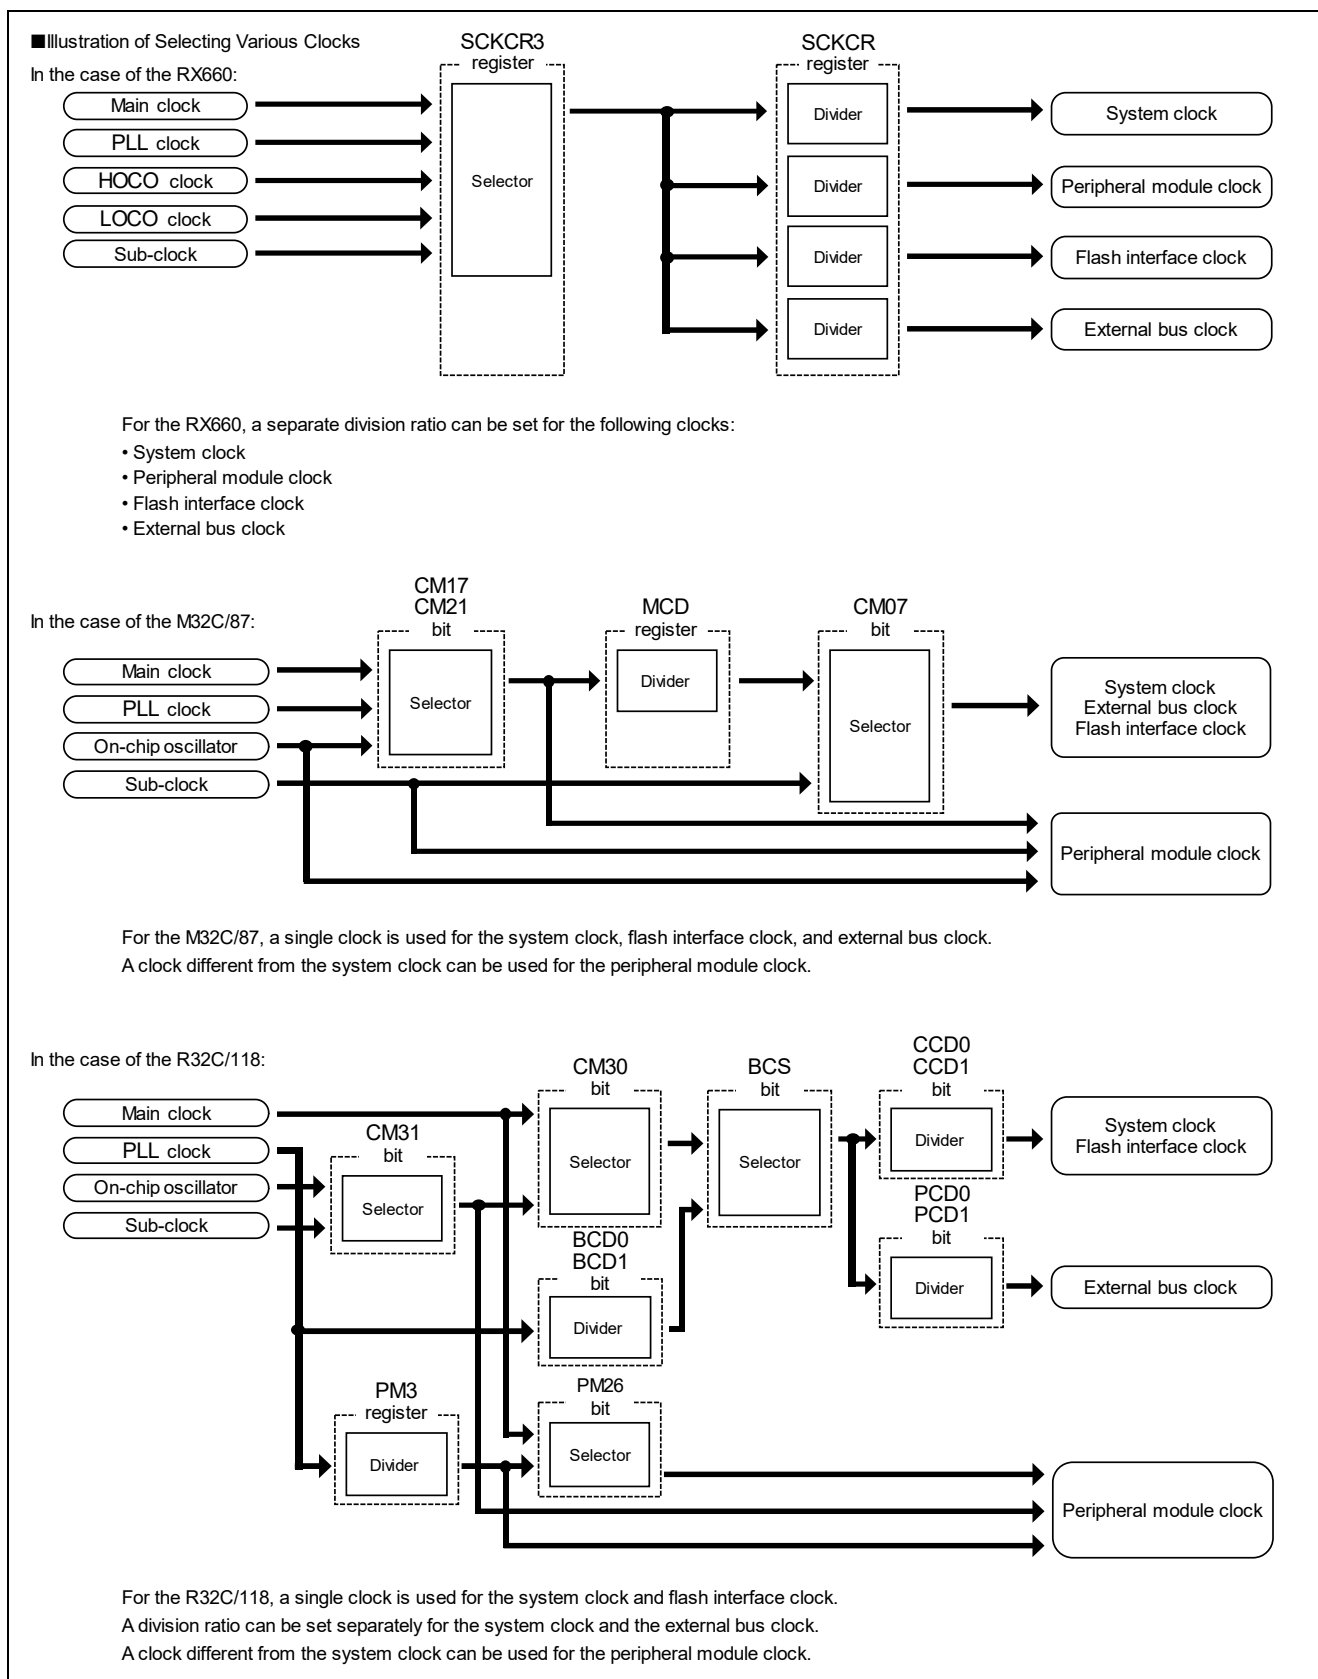 ■Illustration of Selecting Various Clocks
In the case of the RX660:
SCKCR3
register
SCKCR
register
Main clock
PLL clock
HOCO clock
LOCO clock
Sub-clock
Selector
Divider
Divider
Divider
Divider
System clock
Peripheral module clock
Flash interface clock
External bus clock
For the RX660, a separate division ratio can be set for the following clocks:
• System clock
• Peripheral module clock
• Flash interface clock
• External bus clock
In the case of the M32C/87:
CM17
CM21
bit
MCD
register
CM07
bit
Main clock
PLL clock
On-chip oscillator
Sub-clock
Selector
Divider
Selector
System clock
External bus clock
Flash interface clock
Peripheral module clock
For the M32C/87, a single clock is used for the system clock, flash interface clock, and external bus clock.
A clock different from the system clock can be used for the peripheral module clock.
In the case of the R32C/118:
Main clock
PLL clock
On-chip oscillator
Sub-clock
CM31
bit
Selector
CM30
bit
Selector
BCS
bit
Selector
CCD0
CCD1
bit
Divider
System clock
Flash interface clock
BCD0
BCD1
bit
Divider
PCD0
PCD1
bit
Divider
External bus clock
PM3
register
Divider
PM26
bit
Selector
Peripheral module clock
For the R32C/118, a single clock is used for the system clock and flash interface clock.
A division ratio can be set separately for the system clock and the external bus clock.
A clock different from the system clock can be used for the peripheral module clock.